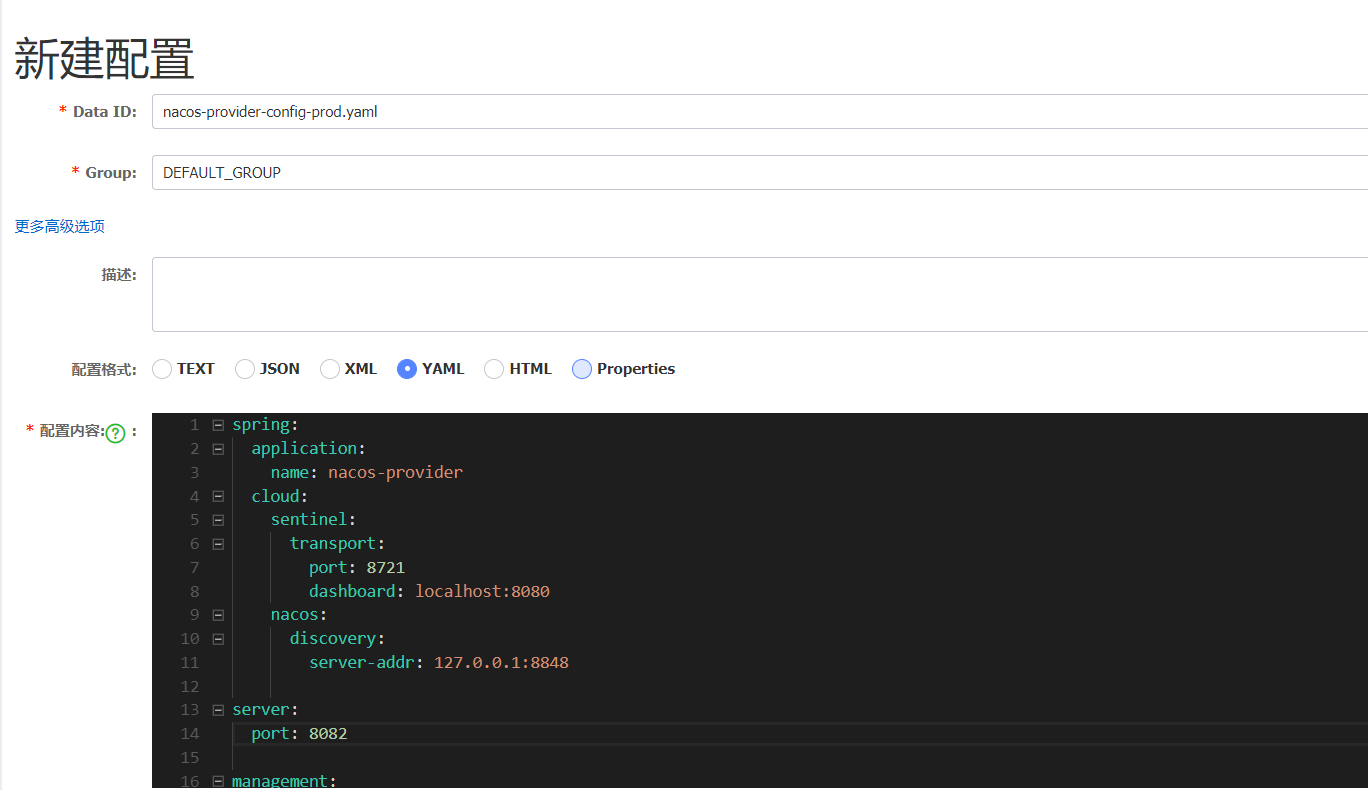 新建配置
* Data ID: nacos-provider-config-prod.yaml
* Group: DEFAULT_GROUP
更多高级选项
描述:
配置格式: TEXT JSON XML YAML HTML Properties
* 配置内容:? :
1 spring:
2   application:
3     name: nacos-provider
4   cloud:
5     sentinel:
6       transport:
7         port: 8721
8         dashboard: localhost:8080
9     nacos:
10       discovery:
11         server-addr: 127.0.0.1:8848
12
13 server:
14   port: 8082
15
16 management: